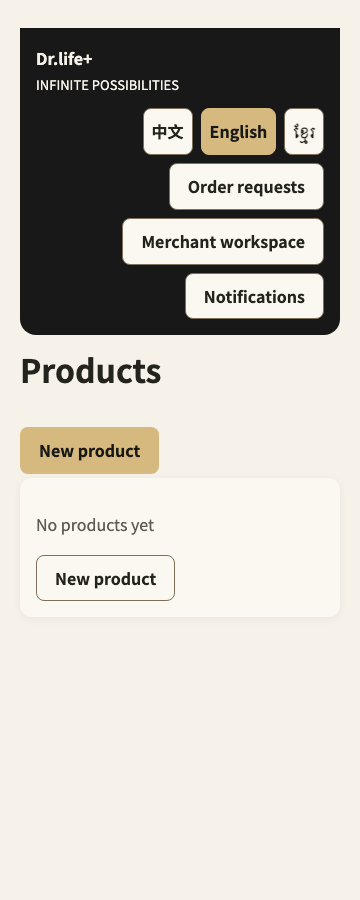 Dr.life+
INFINITE POSSIBILITIES
中文 English ខ្មែរ
Order requests
Merchant workspace
Notifications
Products
New product
No products yet
New product